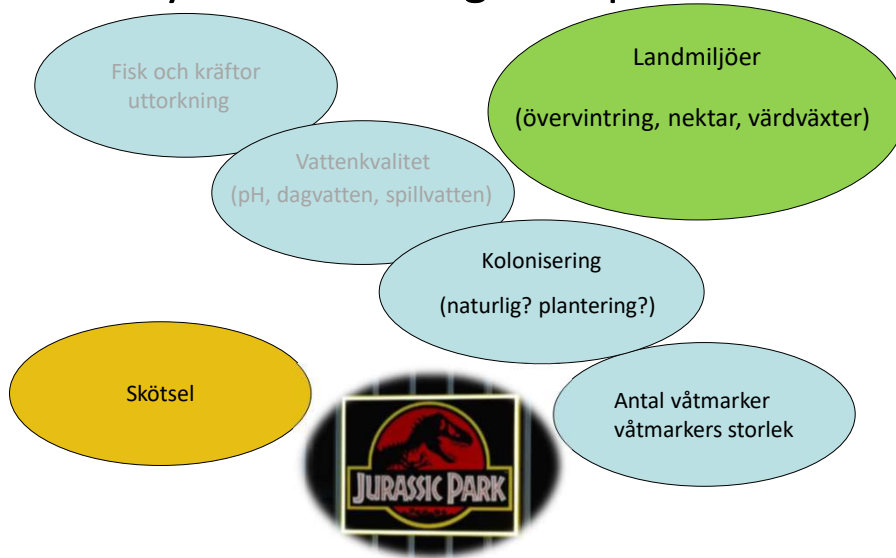 Fisk och kräftor
uttorkning
Landmiljöer
(övervintring, nektar, värdväxter)
Vattenkvalitet
(pH, dagvatten, spillvatten)
Kolonisering
(naturlig? plantering?)
Skötsel
Antal våtmarker
våtmarkers storlek
JURASSIC PARK